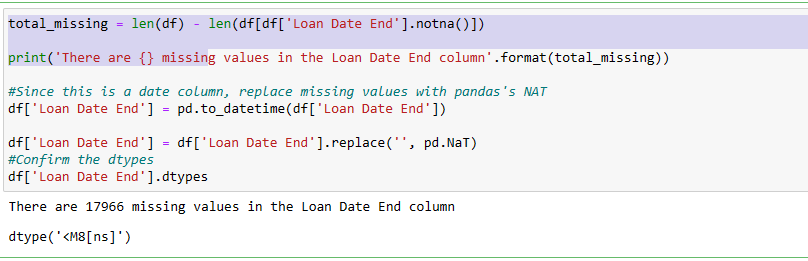 total_missing = len(df) - len(df[df['Loan Date End'].notna()])
print('There are {} missing values in the Loan Date End column'.format(total_missing))
#Since this is a date column, replace missing values with pandas's NAT
df['Loan Date End'] = pd.to_datetime(df['Loan Date End'])
df['Loan Date End'] = df['Loan Date End'].replace('', pd.NaT)
#Confirm the dtypes
df['Loan Date End'].dtypes
There are 17966 missing values in the Loan Date End column
dtype('<M8[ns]')